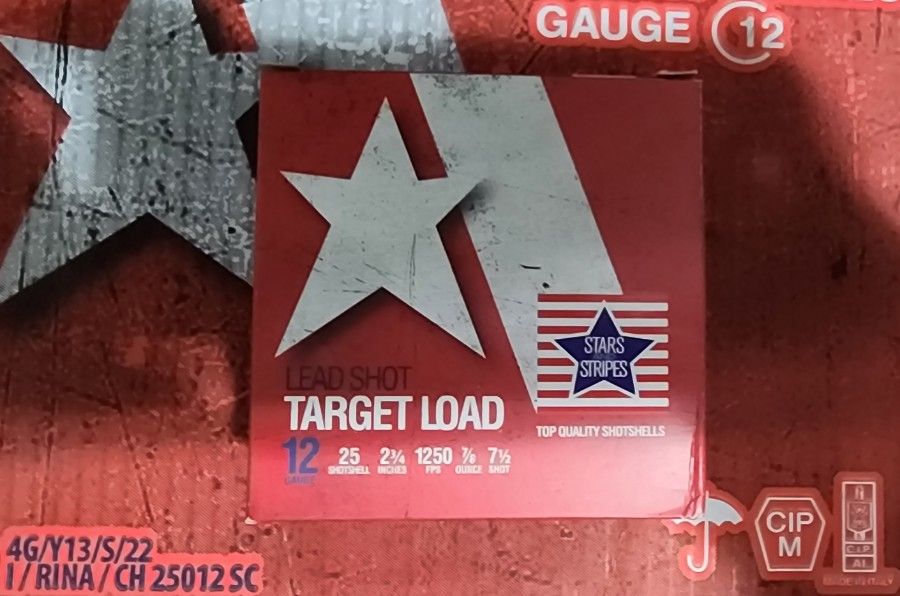 GAUGE 12
STARS
STRIPES
LEAD SHOT
TARGET LOAD
TOP QUALITY SHOTSHELLS
12 25 2¾ 1250 ⅞ 7½
GAUGE SHOTSHELL INCHES FPS OUNCE SHOT
4G/Y13/S/22
I/RINA/CH 25012 SC
CIP
M
C.I.P.
AL
MADE IN ITALY